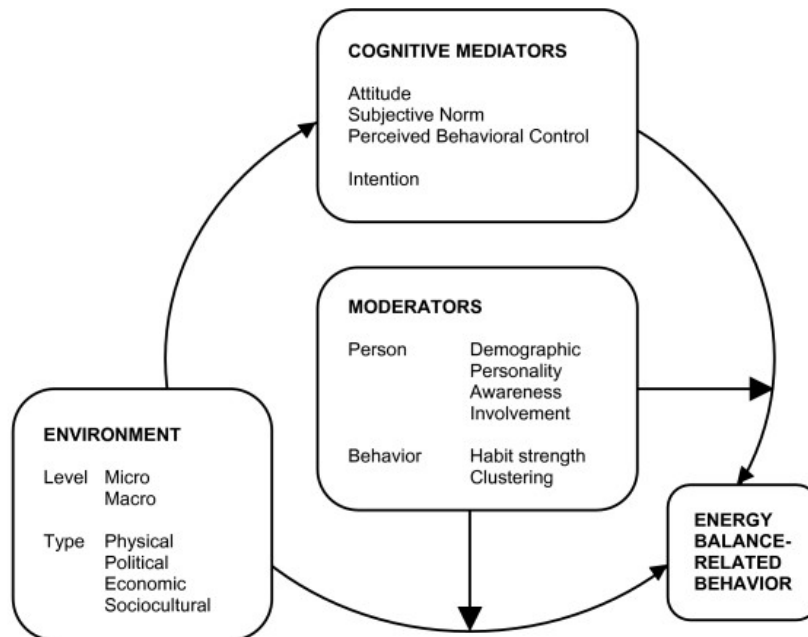 COGNITIVE MEDIATORS
Attitude
Subjective Norm
Perceived Behavioral Control
Intention
MODERATORS
Person Demographic
Personality
Awareness
Involvement
Behavior Habit strength
Clustering
ENVIRONMENT
Level Micro
Macro
Type Physical
Political
Economic
Sociocultural
ENERGY
BALANCE-
RELATED
BEHAVIOR